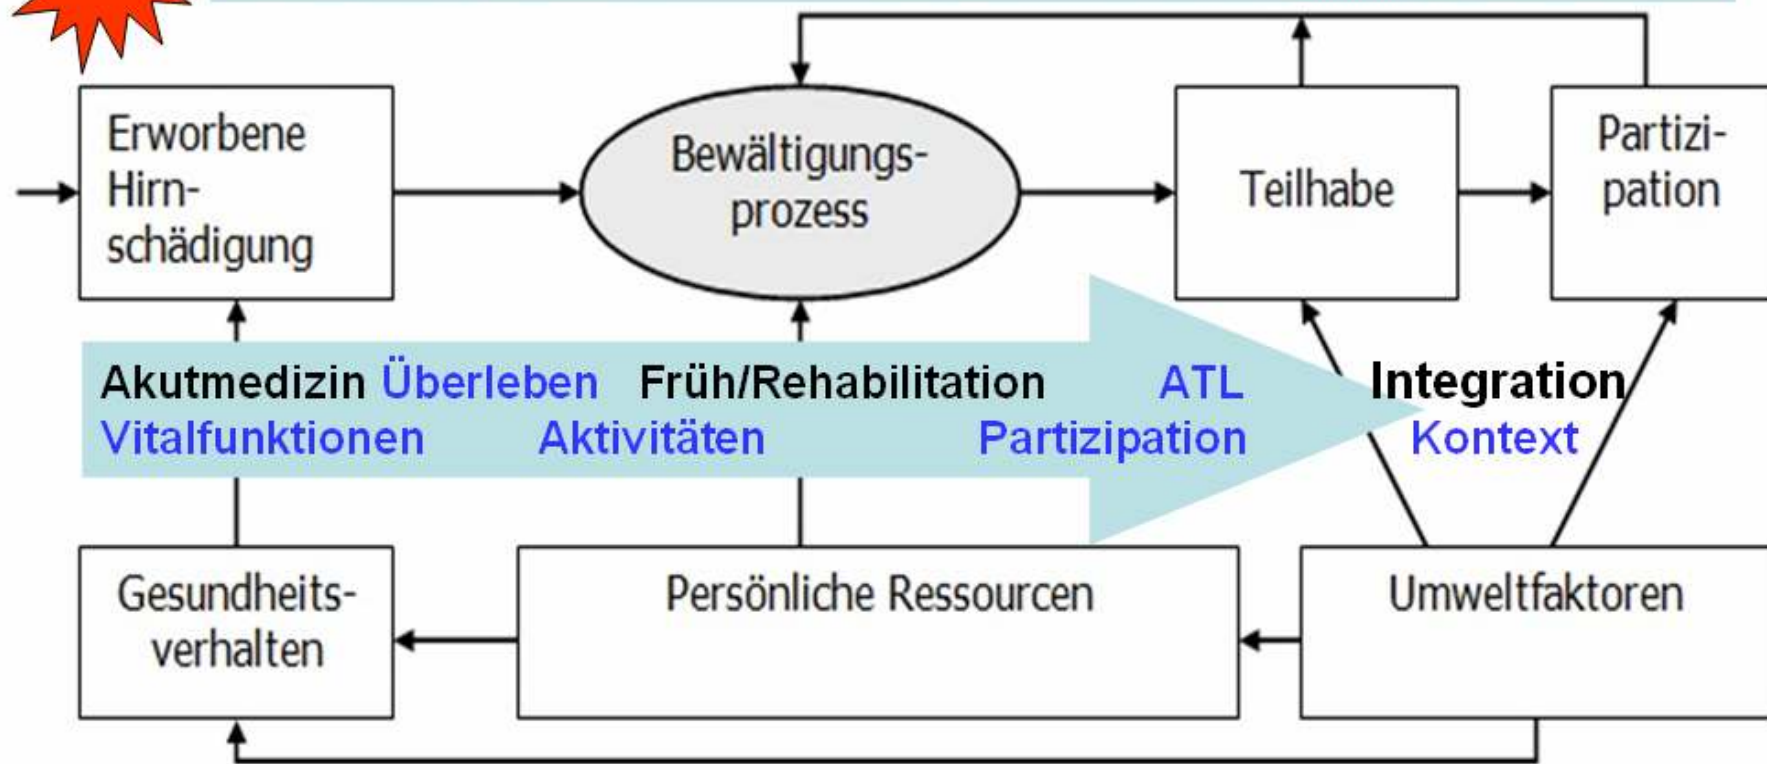 Erworbene
Hirn-
schädigung
Bewältigungs-
prozess
Teilhabe
Partizi-
pation
Akutmedizin Überleben Früh/Rehabilitation ATL Integration
Vitalfunktionen Aktivitäten Partizipation Kontext
Gesundheits-
verhalten
Persönliche Ressourcen
Umweltfaktoren